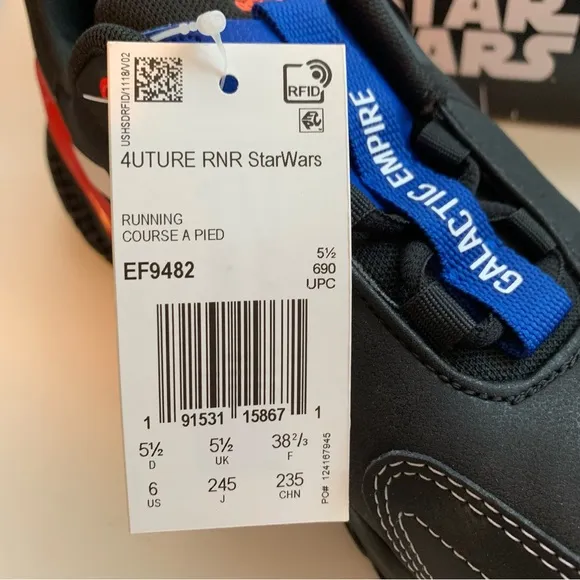 STAR
WARS
USHSDRFID/1118/V02
RFID
4UTURE RNR StarWars
RUNNING
COURSE A PIED
EF9482
5½
690
UPC
1 91531 15867 1
5½ 5½ 38⅔
D UK F
6 245 235
US J CHN
PO# 124167945
GALACTIC EMPIRE